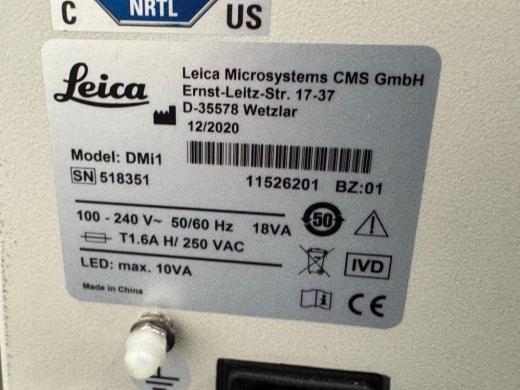 NRTL
C US
Leica
Leica Microsystems CMS GmbH
Ernst-Leitz-Str. 17-37
D-35578 Wetzlar
12/2020
Model: DMi1
SN 518351
11526201 BZ:01
100 - 240 V~ 50/60 Hz 18VA
T1.6A H/ 250 VAC
50
LED: max. 10VA
IVD
Made in China
i
CE